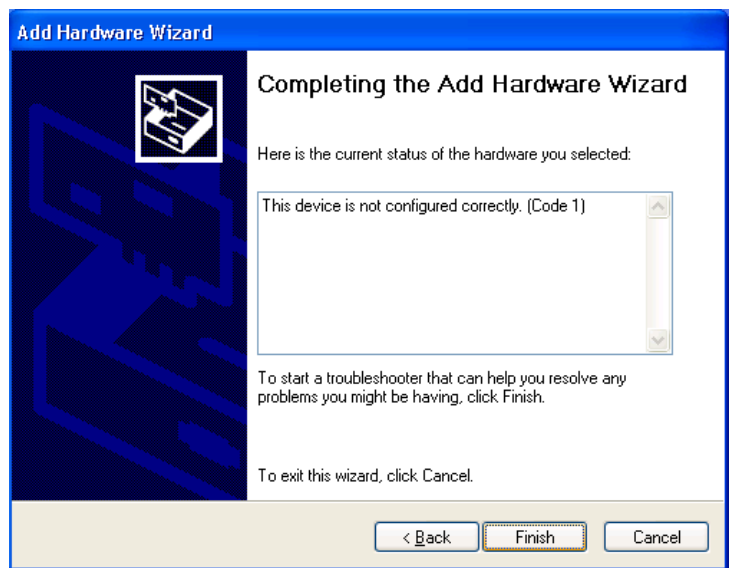 Add Hardware Wizard
Completing the Add Hardware Wizard
Here is the current status of the hardware you selected:
This device is not configured correctly. (Code 1)
To start a troubleshooter that can help you resolve any
problems you might be having, click Finish.
To exit this wizard, click Cancel.
< Back Finish Cancel